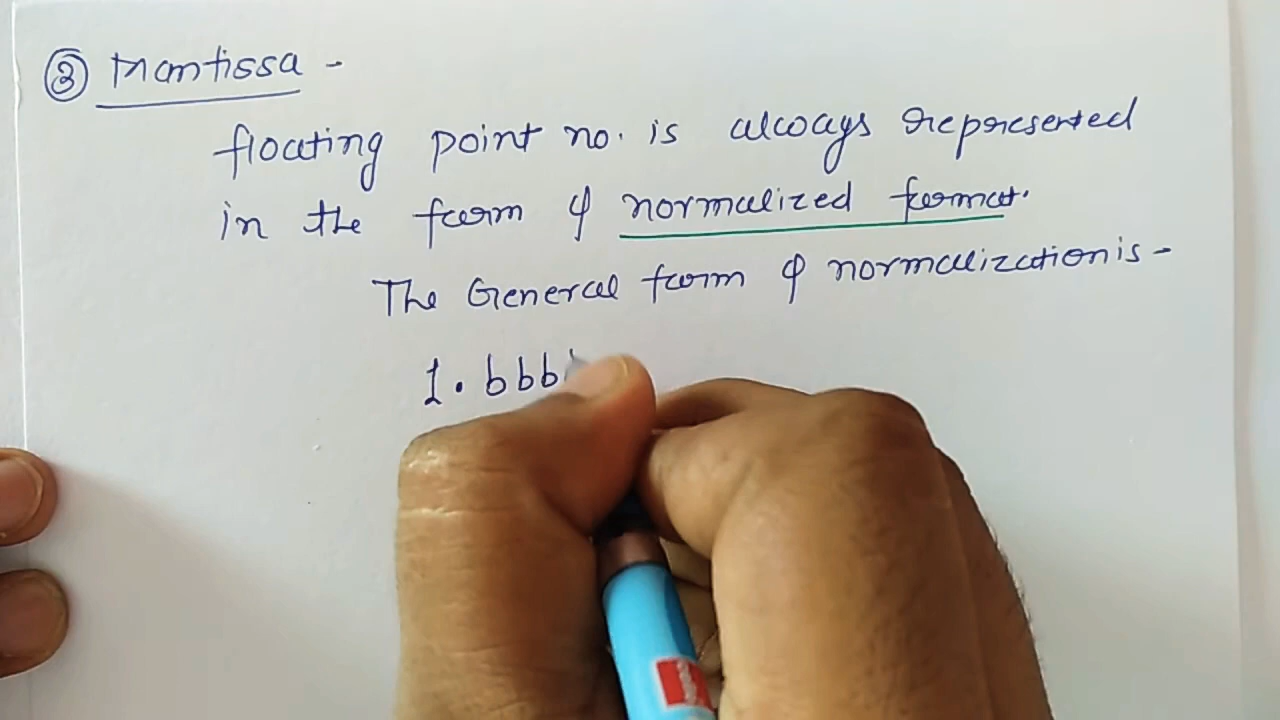 ③ Mantissa -
floating point no. is always represented
in the form of normalized format.
The General form of normalization is -
1. bbb